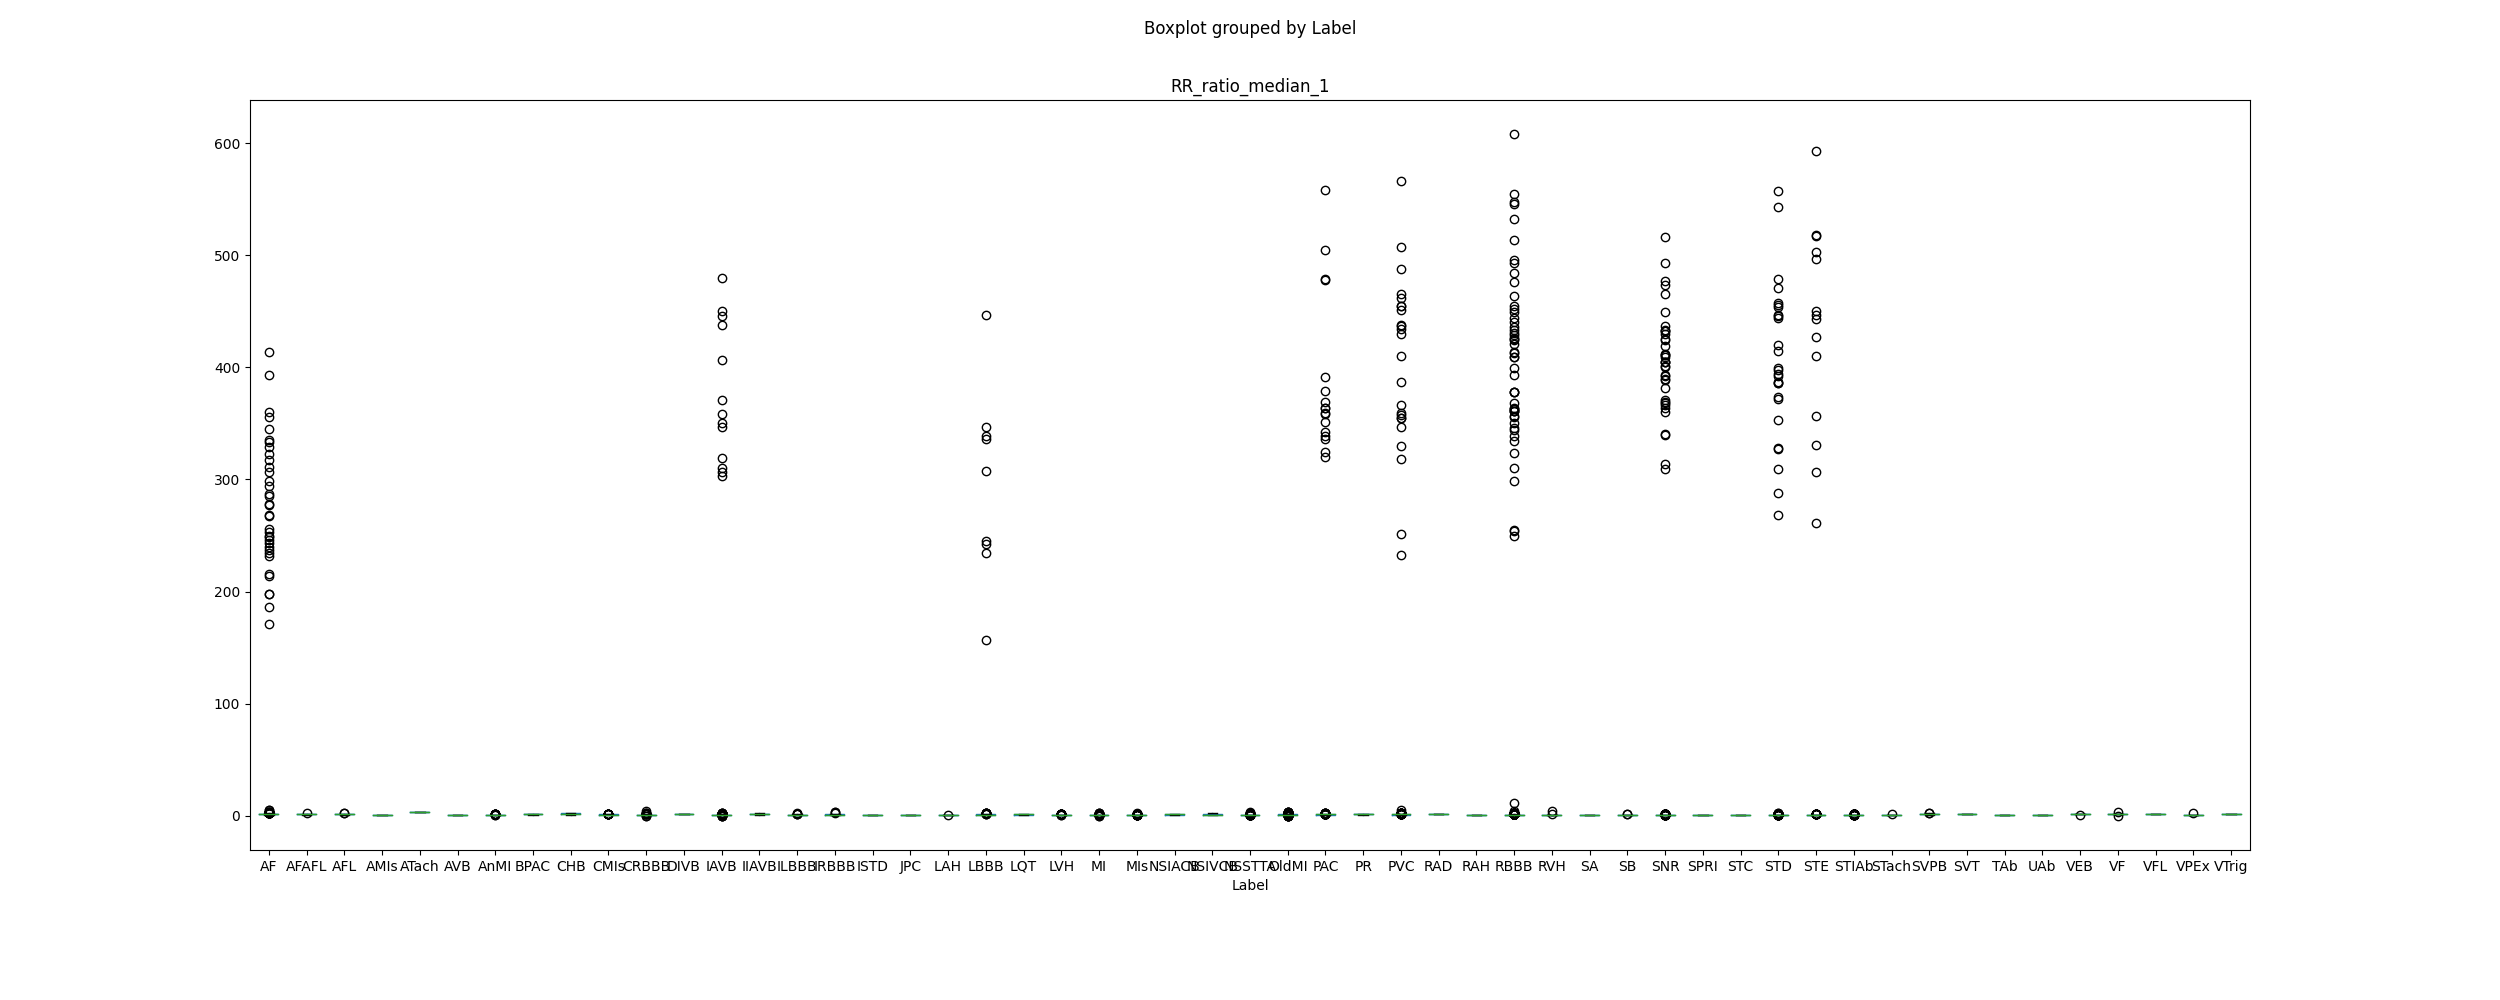 Boxplot grouped by Label
RR_ratio_median_1
600
500
400
300
200
100
0
AF AFAFL AFL AMIs ATach AVB AnMI BPAC CHB CMIs CRBBB DIVB IAVB IIAVB ILBBB IRBBB ISTD JPC LAH LBBB LQT LVH MI MIs NSIACB NSIVCB NSSTTA OldMI PAC PR PVC RAD RAH RBBB RVH SA SB SNR SPRI STC STD STE STIAb STach SVPB SVT TAb UAb VEB VF VFL VPEx VTrig
Label